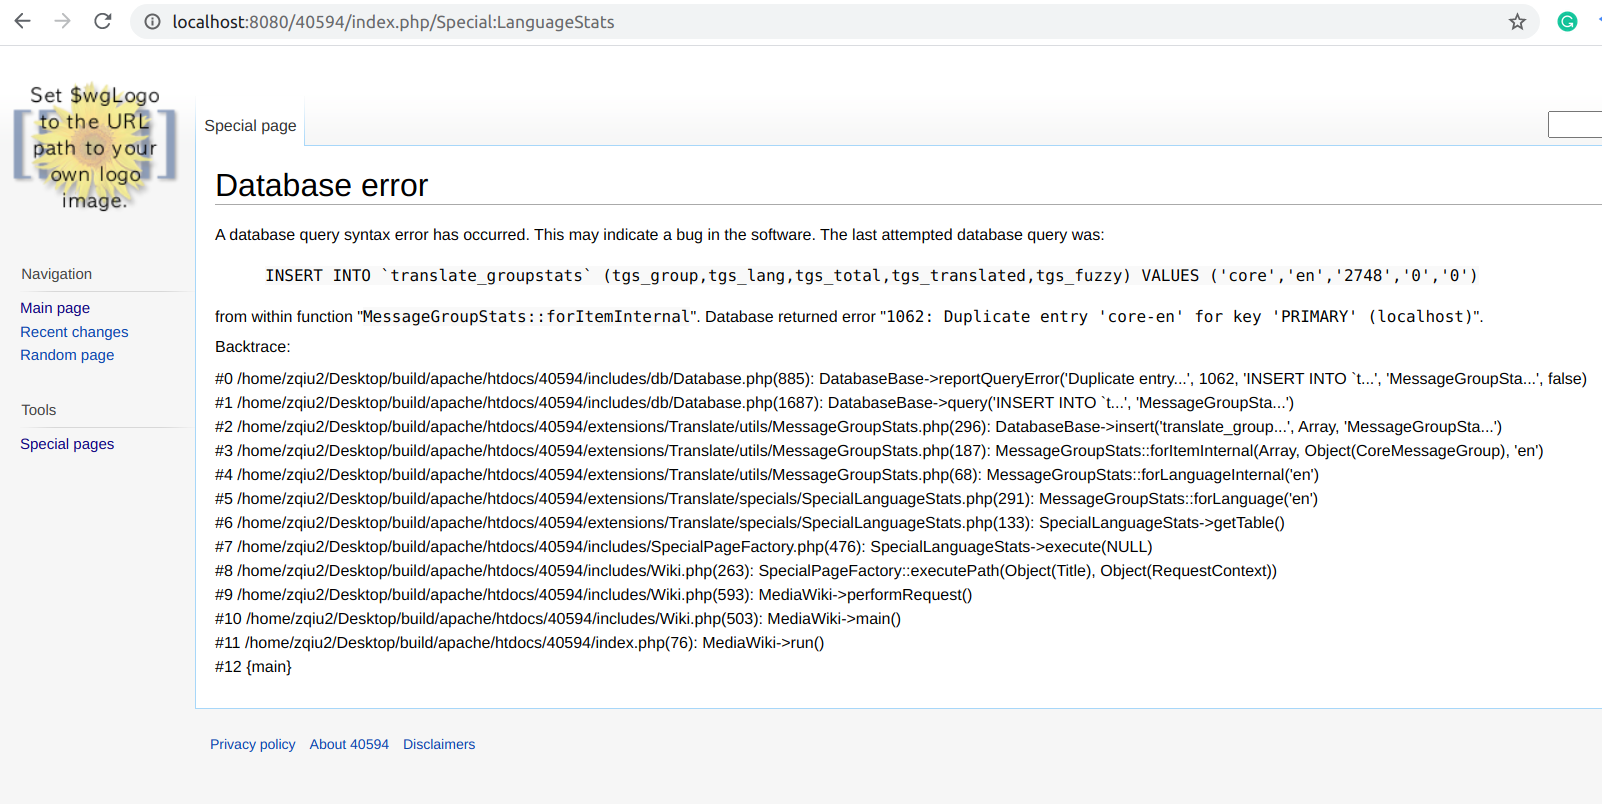 localhost:8080/40594/index.php/Special:LanguageStats
Set $wgLogo
to the URL
path to your
own logo
image.
Special page
Database error
A database query syntax error has occurred. This may indicate a bug in the software. The last attempted database query was:
INSERT INTO `translate_groupstats` (tgs_group,tgs_lang,tgs_total,tgs_translated,tgs_fuzzy) VALUES ('core','en','2748','0','0')
from within function "MessageGroupStats::forItemInternal". Database returned error "1062: Duplicate entry 'core-en' for key 'PRIMARY' (localhost)".
Backtrace:
#0 /home/zqiu2/Desktop/build/apache/htdocs/40594/includes/db/Database.php(885): DatabaseBase->reportQueryError('Duplicate entry...', 1062, 'INSERT INTO `t...', 'MessageGroupSta...', false)
#1 /home/zqiu2/Desktop/build/apache/htdocs/40594/includes/db/Database.php(1687): DatabaseBase->query('INSERT INTO `t...', 'MessageGroupSta...')
#2 /home/zqiu2/Desktop/build/apache/htdocs/40594/extensions/Translate/utils/MessageGroupStats.php(296): DatabaseBase->insert('translate_group...', Array, 'MessageGroupSta...')
#3 /home/zqiu2/Desktop/build/apache/htdocs/40594/extensions/Translate/utils/MessageGroupStats.php(187): MessageGroupStats::forItemInternal(Array, Object(CoreMessageGroup), 'en')
#4 /home/zqiu2/Desktop/build/apache/htdocs/40594/extensions/Translate/utils/MessageGroupStats.php(68): MessageGroupStats::forLanguageInternal('en')
#5 /home/zqiu2/Desktop/build/apache/htdocs/40594/extensions/Translate/specials/SpecialLanguageStats.php(291): MessageGroupStats::forLanguage('en')
#6 /home/zqiu2/Desktop/build/apache/htdocs/40594/extensions/Translate/specials/SpecialLanguageStats.php(133): SpecialLanguageStats->getTable()
#7 /home/zqiu2/Desktop/build/apache/htdocs/40594/includes/SpecialPageFactory.php(476): SpecialLanguageStats->execute(NULL)
#8 /home/zqiu2/Desktop/build/apache/htdocs/40594/includes/Wiki.php(263): SpecialPageFactory::executePath(Object(Title), Object(RequestContext))
#9 /home/zqiu2/Desktop/build/apache/htdocs/40594/includes/Wiki.php(593): MediaWiki->performRequest()
#10 /home/zqiu2/Desktop/build/apache/htdocs/40594/includes/Wiki.php(503): MediaWiki->main()
#11 /home/zqiu2/Desktop/build/apache/htdocs/40594/index.php(76): MediaWiki->run()
#12 {main}
Navigation
Main page
Recent changes
Random page
Tools
Special pages
Privacy policy About 40594 Disclaimers